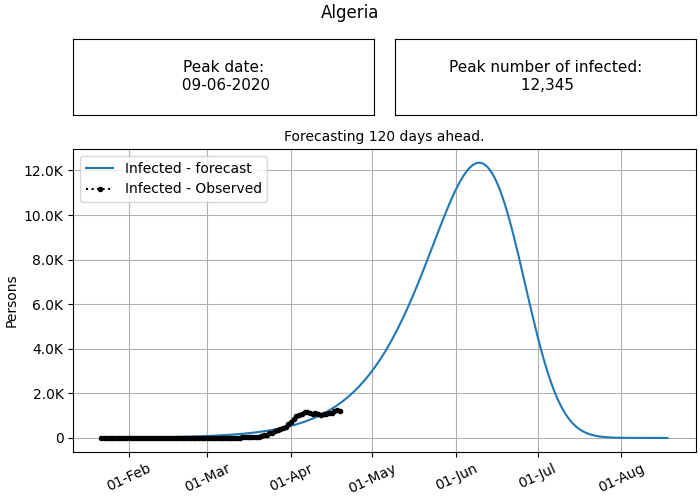 Algeria
Peak date:
09-06-2020
Peak number of infected:
12,345
Forecasting 120 days ahead.
Infected - forecast
Infected - Observed
Persons
12.0K
10.0K
8.0K
6.0K
4.0K
2.0K
0
01-Feb
01-Mar
01-Apr
01-May
01-Jun
01-Jul
01-Aug